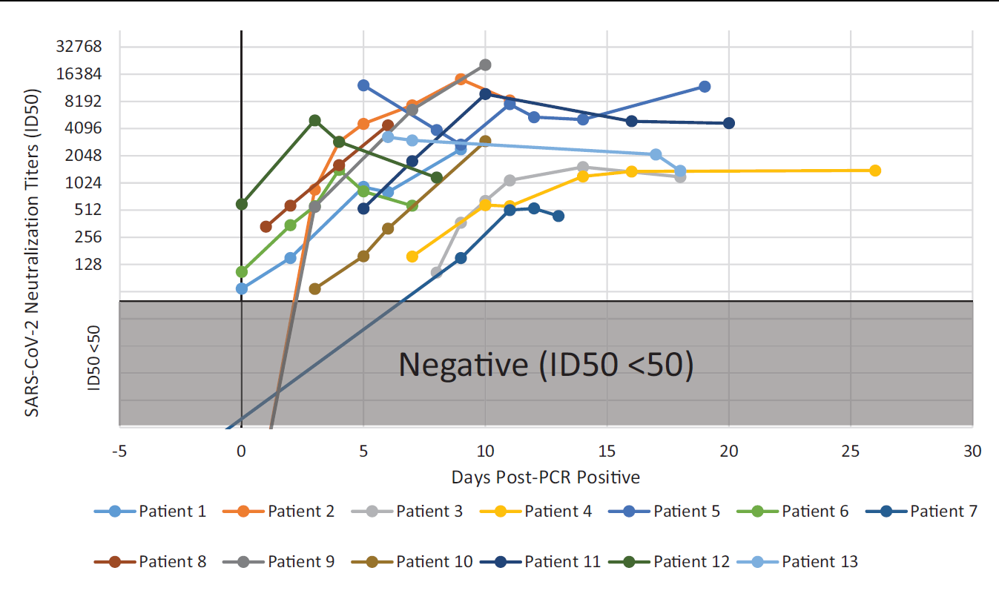 SARS-CoV-2 Neutralization Titers (ID50)
32768
16384
8192
4096
2048
1024
512
256
128
ID50 <50
Negative (ID50 <50)
-5 0 5 10 15 20 25 30
Days Post-PCR Positive
Patient 1 Patient 2 Patient 3 Patient 4 Patient 5 Patient 6 Patient 7
Patient 8 Patient 9 Patient 10 Patient 11 Patient 12 Patient 13